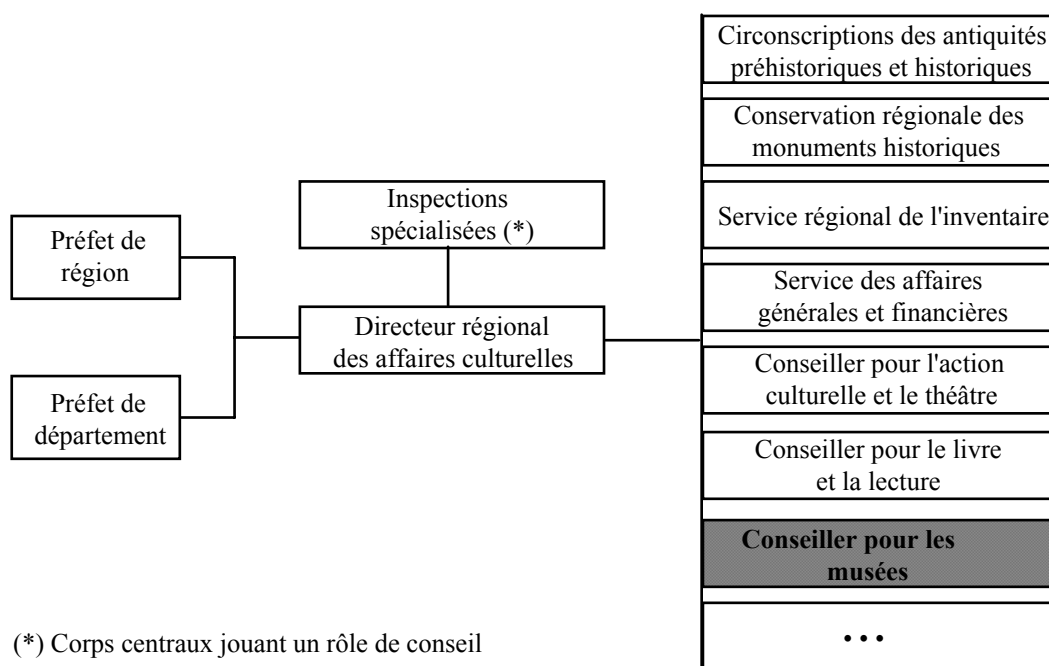 Préfet de
région
Préfet de
département
Inspections
spécialisées (*)
Directeur régional
des affaires culturelles
Circonscriptions des antiquités
préhistoriques et historiques
Conservation régionale des
monuments historiques
Service régional de l'inventaire
Service des affaires
générales et financières
Conseiller pour l'action
culturelle et le théâtre
Conseiller pour le livre
et la lecture
Conseiller pour les
musées
...
(*) Corps centraux jouant un rôle de conseil